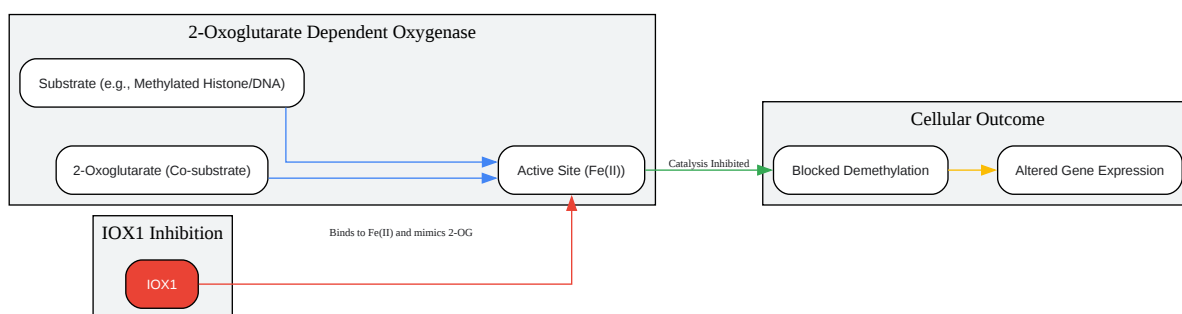 2-Oxoglutarate Dependent Oxygenase
Substrate (e.g., Methylated Histone/DNA)
2-Oxoglutarate (Co-substrate)
Active Site (Fe(II))
Catalysis Inhibited
Cellular Outcome
Blocked Demethylation
Altered Gene Expression
IOX1 Inhibition
Binds to Fe(II) and mimics 2-OG
IOX1